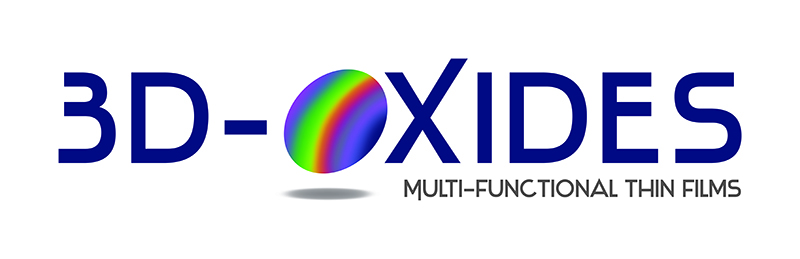 3D-OXIDES
MULTI-FUNCTIONAL THIN FILMS